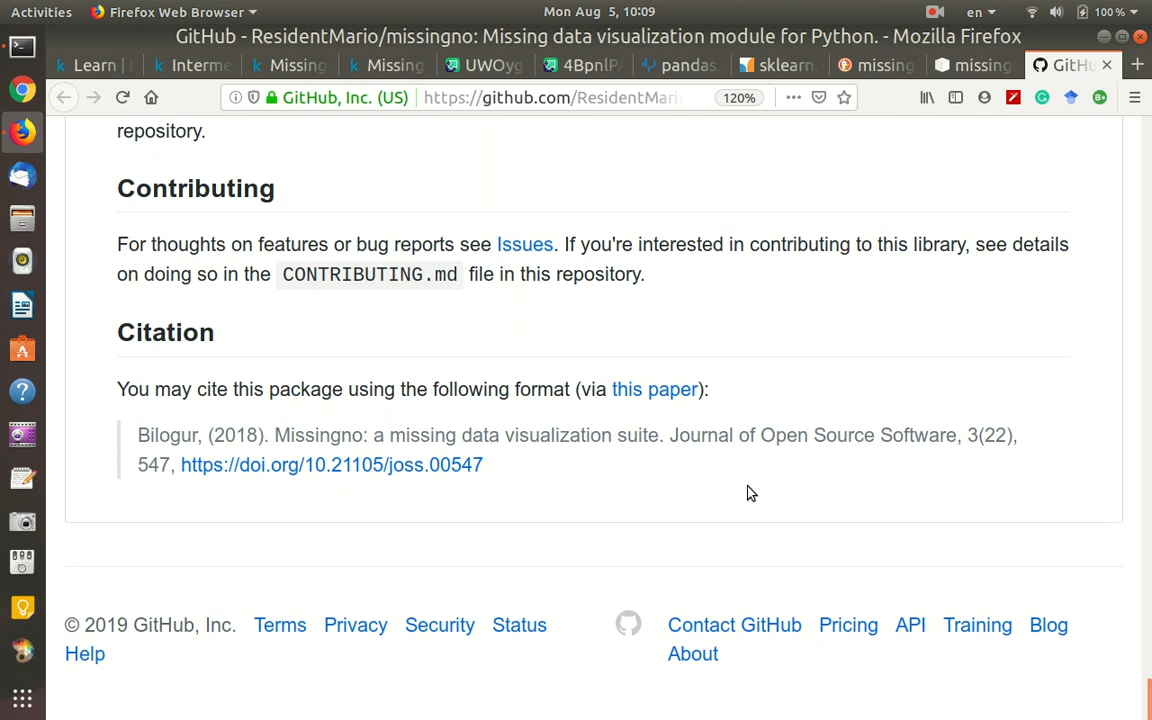 Activities Firefox Web Browser Mon Aug 5, 10:09 en 100%
GitHub - ResidentMario/missingno: Missing data visualization module for Python. - Mozilla Firefox
Learn Interme Missing Missing UWOyg 4BpnlP pandas sklearn missing missing GitHu
GitHub, Inc. (US) https://github.com/ResidentMari 120%
repository.
Contributing
For thoughts on features or bug reports see Issues. If you're interested in contributing to this library, see details
on doing so in the CONTRIBUTING.md file in this repository.
Citation
You may cite this package using the following format (via this paper):
Bilogur, (2018). Missingno: a missing data visualization suite. Journal of Open Source Software, 3(22),
547, https://doi.org/10.21105/joss.00547
© 2019 GitHub, Inc. Terms Privacy Security Status Contact GitHub Pricing API Training Blog
Help About